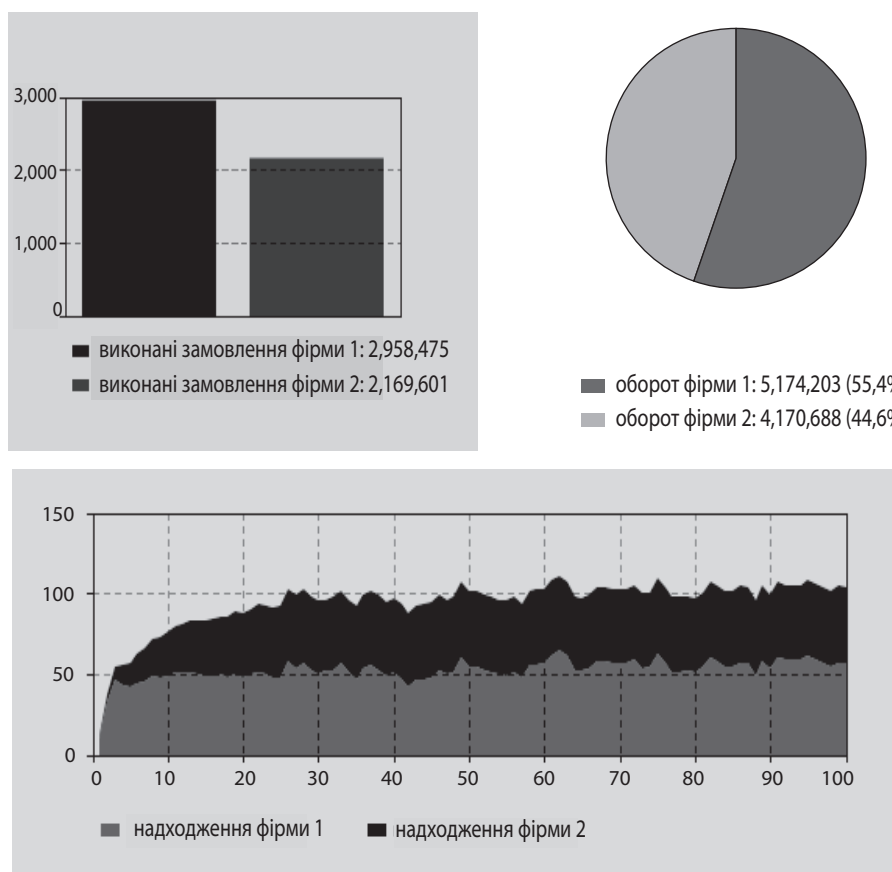 3,000
2,000
1,000
0
виконані замовлення фірми 1: 2,958,475
виконані замовлення фірми 2: 2,169,601
оборот фірми 1: 5,174,203 (55,4%
оборот фірми 2: 4,170,688 (44,6%
150
100
50
0
0 10 20 30 40 50 60 70 80 90 100
надходження фірми 1 надходження фірми 2